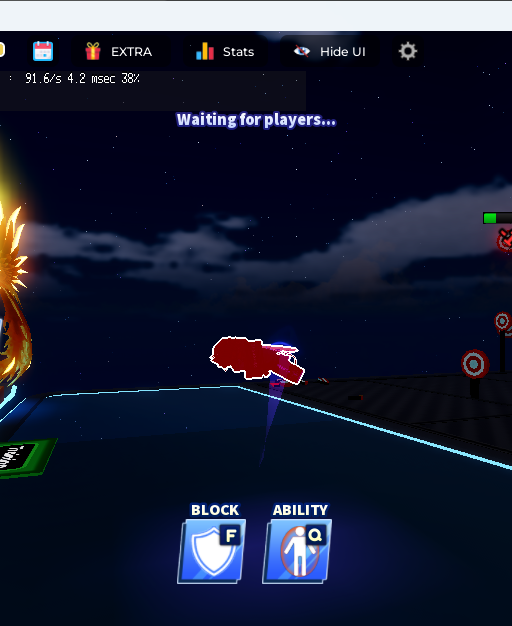 EXTRA
Stats
Hide UI
: 91.6/s 4.2 msec 38%
Waiting for players...
BLOCK
ABILITY
F
Q